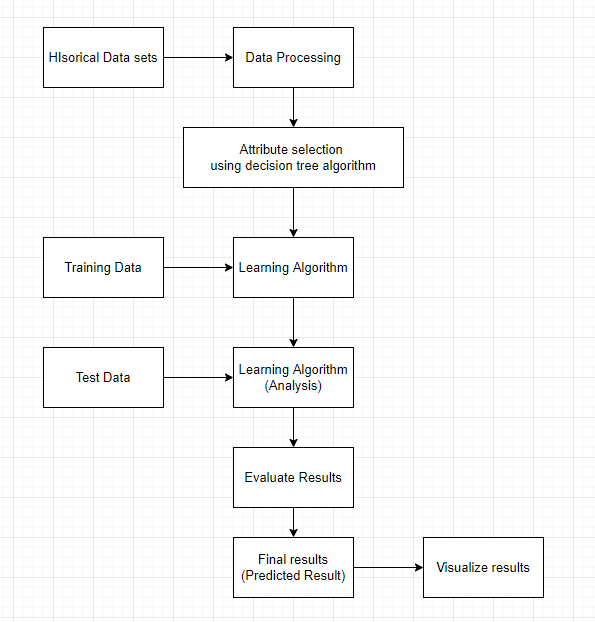 HIsorical Data sets
Data Processing
Attribute selection
using decision tree algorithm
Training Data
Learning Algorithm
Test Data
Learning Algorithm
(Analysis)
Evaluate Results
Final results
(Predicted Result)
Visualize results